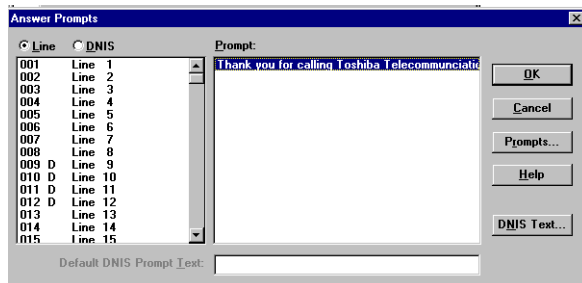 Answer Prompts
Line DNIS
Prompt:
001 Line 1
002 Line 2
003 Line 3
004 Line 4
005 Line 5
006 Line 6
007 Line 7
008 Line 8
009 D Line 9
010 D Line 10
011 D Line 11
012 D Line 12
013 Line 13
014 Line 14
015 Line 15
Thank you for calling Toshiba Telecommunciatio
OK
Cancel
Prompts...
Help
DNIS Text...
Default DNIS Prompt Text: